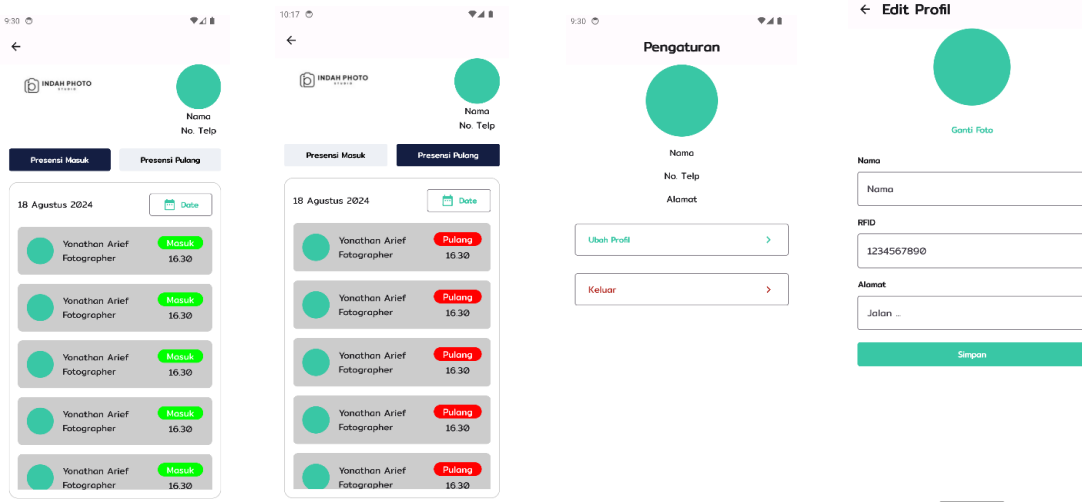 9:30
INDAH PHOTO
STUDIO
Nama
No. Telp
Presensi Masuk
Presensi Pulang
18 Agustus 2024
Date
Yonathan Arief
Masuk
Fotographer
16.30
Yonathan Arief
Masuk
Fotographer
16.30
Yonathan Arief
Masuk
Fotographer
16.30
Yonathan Arief
Masuk
Fotographer
16.30
Yonathan Arief
Masuk
Fotographer
16.30
10:17
INDAH PHOTO
STUDIO
Nama
No. Telp
Presensi Masuk
Presensi Pulang
18 Agustus 2024
Date
Yonathan Arief
Pulang
Fotographer
16.30
Yonathan Arief
Pulang
Fotographer
16.30
Yonathan Arief
Pulang
Fotographer
16.30
Yonathan Arief
Pulang
Fotographer
16.30
Yonathan Arief
Pulang
Fotographer
16.30
9:30
Pengaturan
Nama
No. Telp
Alamat
Ubah Profil
Keluar
Edit Profil
Ganti Foto
Nama
Nama
RFID
1234567890
Alamat
Jalan ...
Simpan